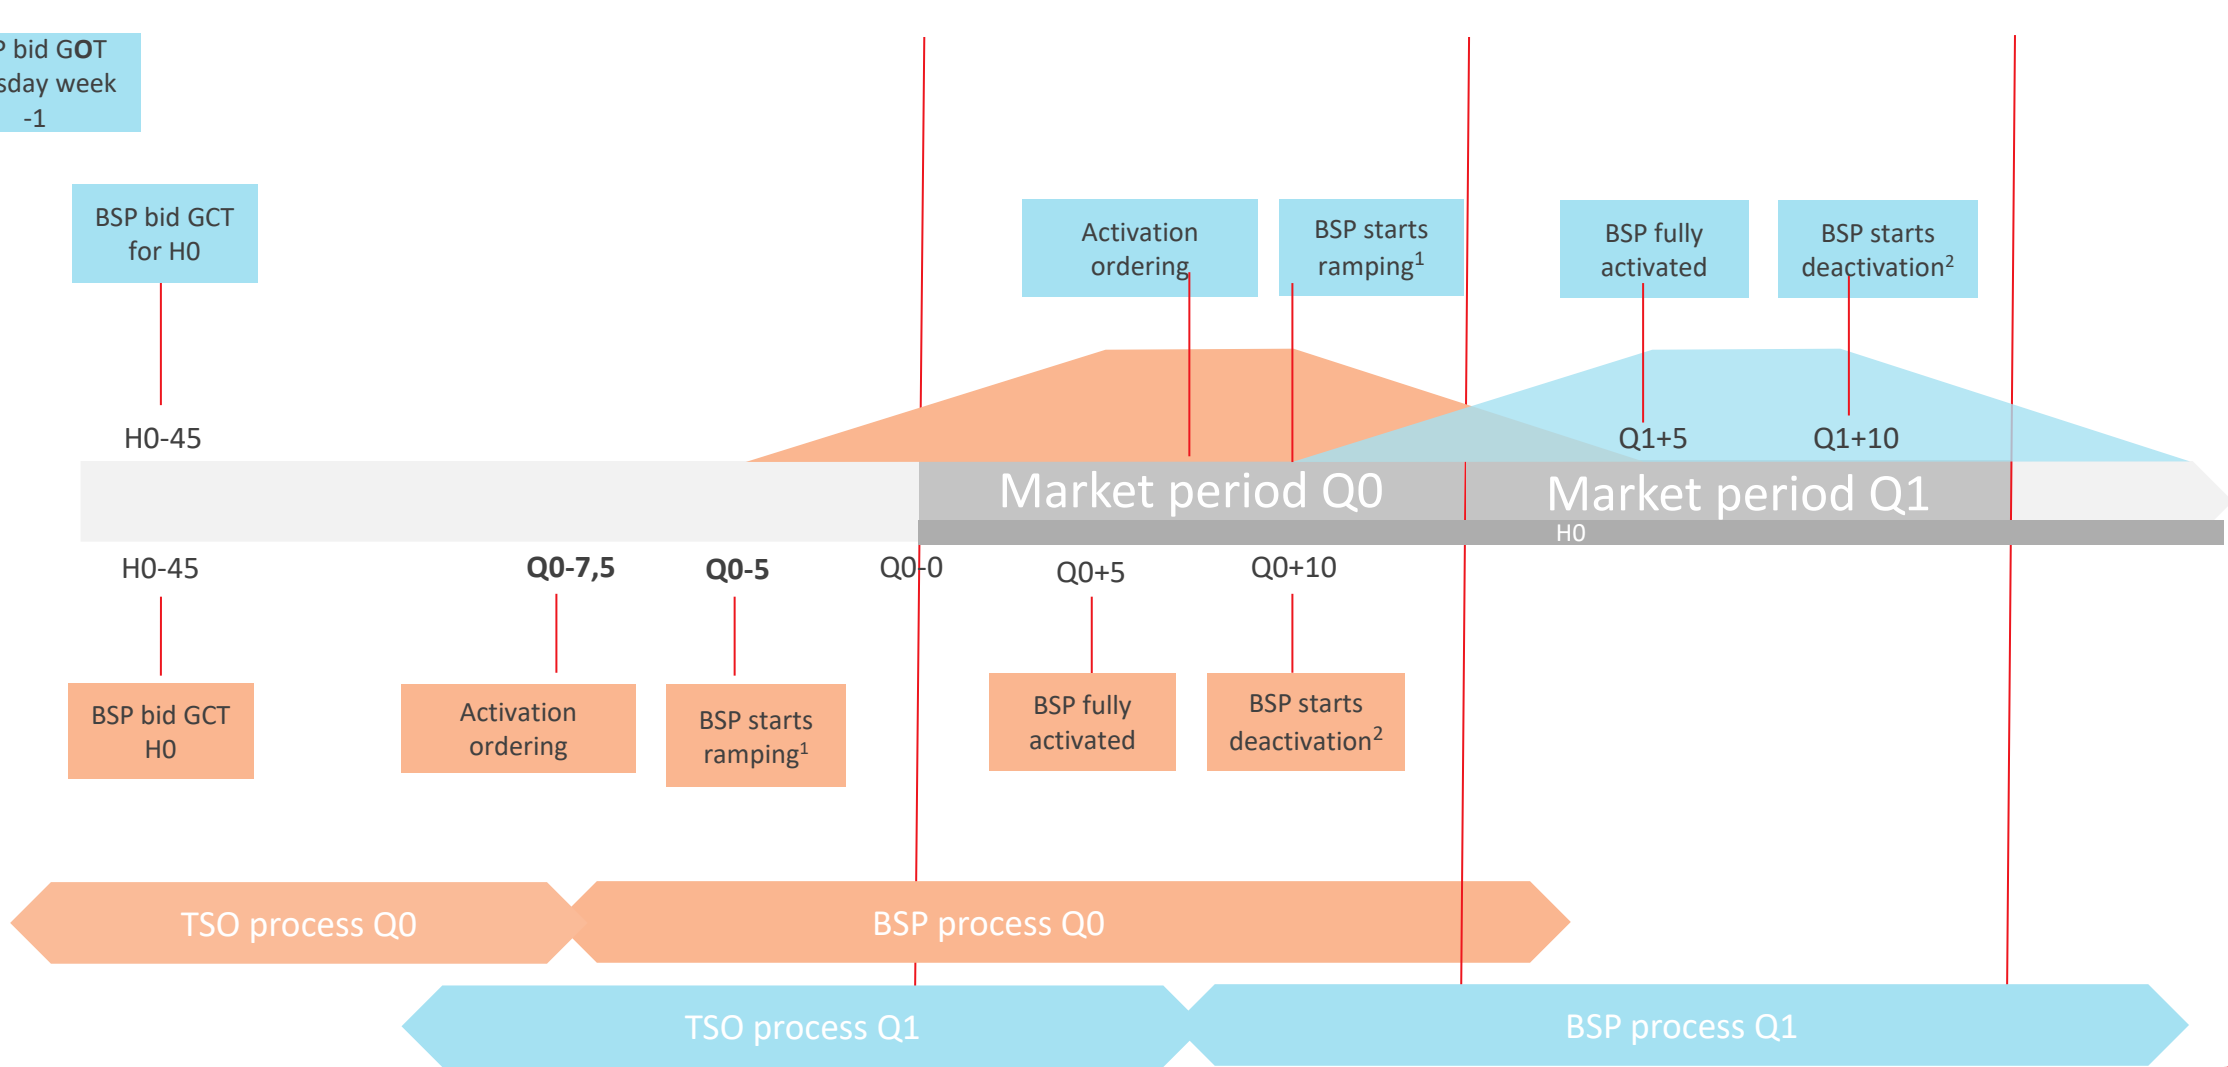 bid GOT
week
-1
BSP bid GCT
for H0
Activation
ordering
BSP starts
ramping1
BSP fully
activated
BSP starts
deactivation2
H0-45
Q1+5
Q1+10
Market period Q0
Market period Q1
H0
H0-45
Q0-7,5
Q0-5
Q0-0
Q0+5
Q0+10
BSP bid GCT
H0
Activation
ordering
BSP starts
ramping1
BSP fully
activated
BSP starts
deactivation2
TSO process Q0
BSP process Q0
TSO process Q1
BSP process Q1